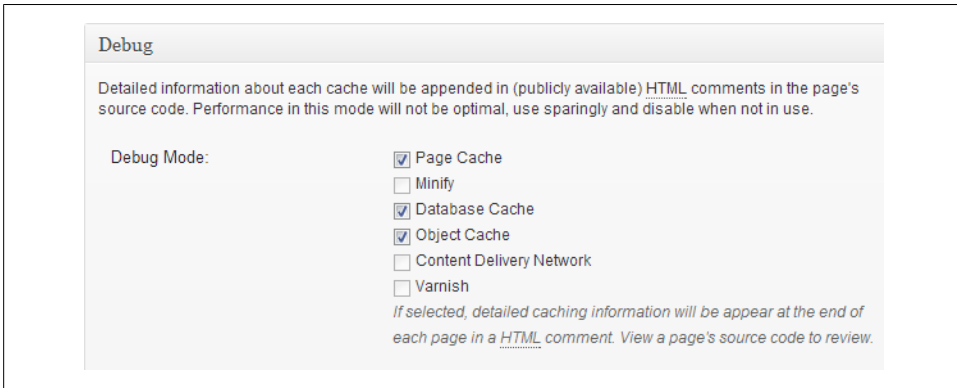 Debug
Detailed information about each cache will be appended in (publicly available) HTML comments in the page's
source code. Performance in this mode will not be optimal, use sparingly and disable when not in use.
Debug Mode:
Page Cache
Minify
Database Cache
Object Cache
Content Delivery Network
Varnish
If selected, detailed caching information will be appear at the end of
each page in a HTML comment. View a page's source code to review.